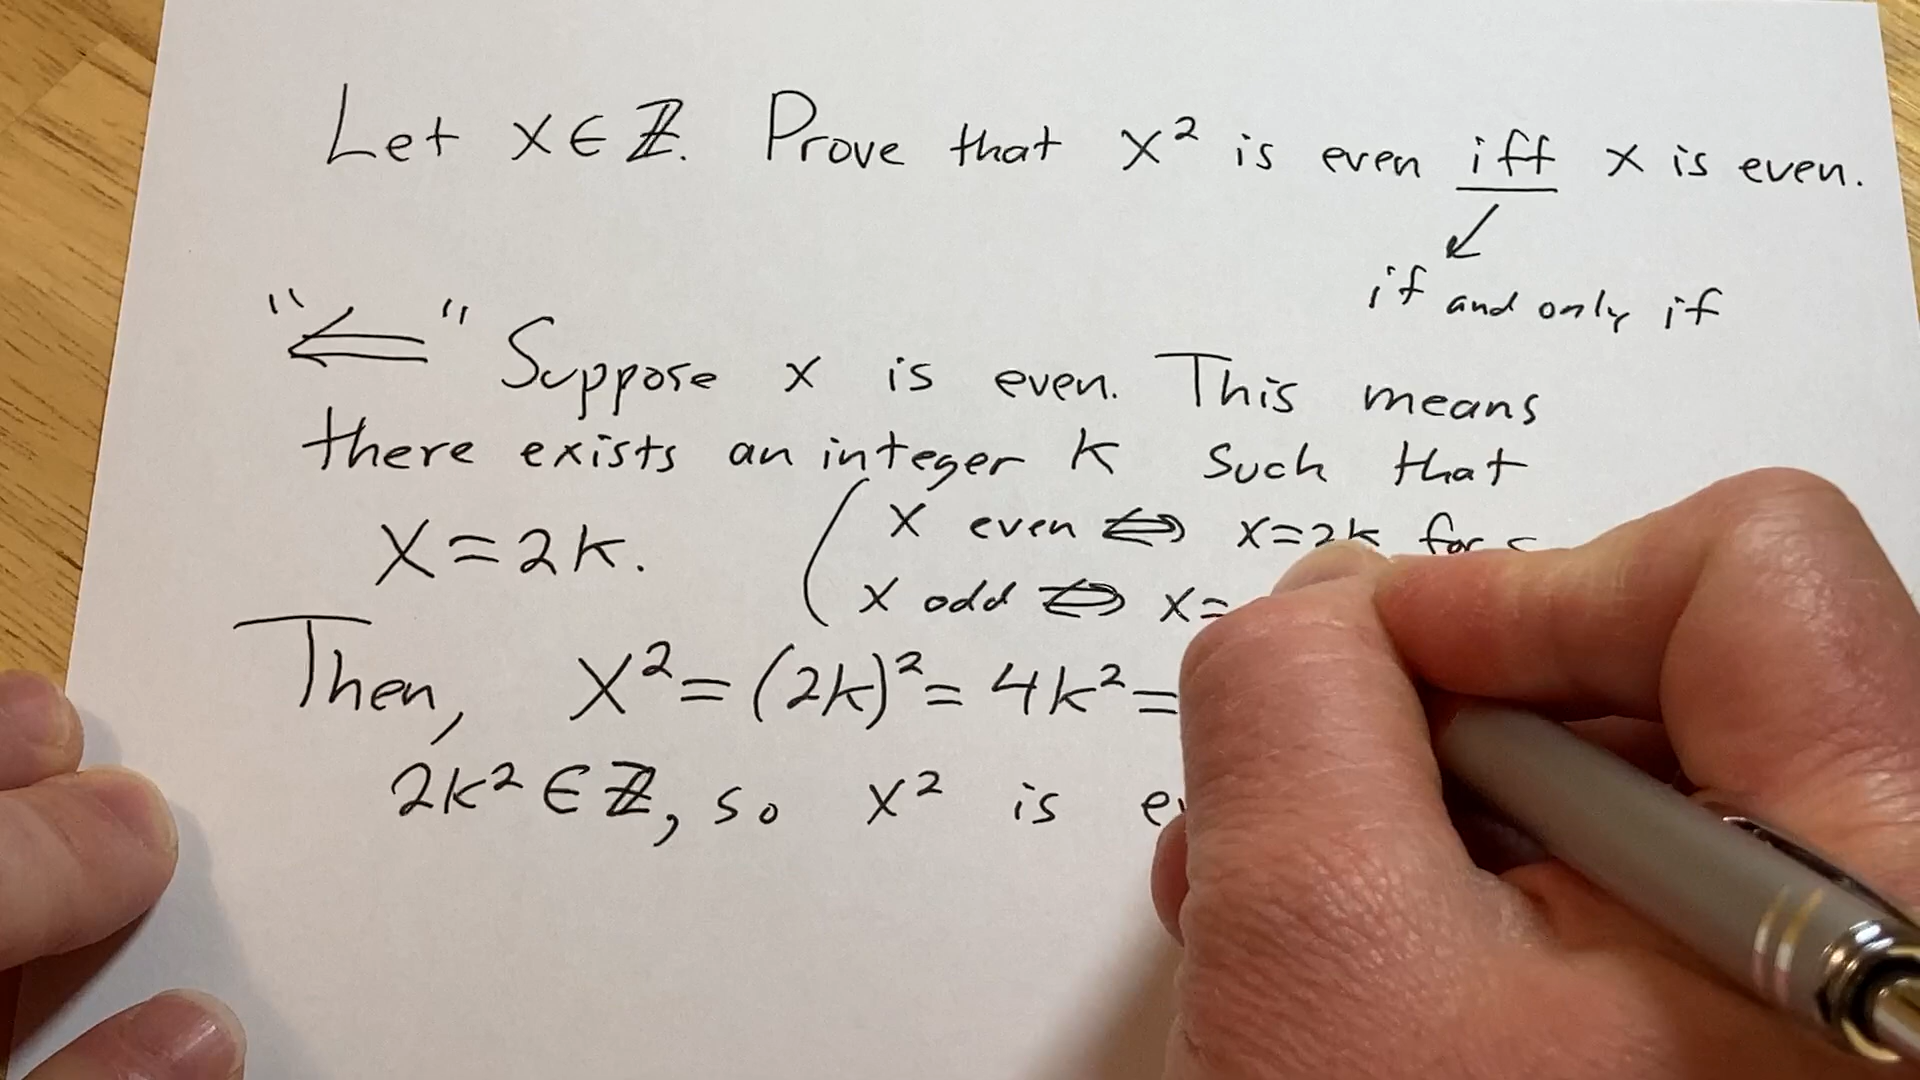 Let x∈ℤ. Prove that x² is even iff x is even.
↙
if and only if
"⇐" Suppose x is even. This means
there exists an integer k such that
x=2k.
(x even ⇔ x=2k for
x odd ⇔ x=
Then, x²=(2k)²=4k²=
2k²∈ℤ, so x² is